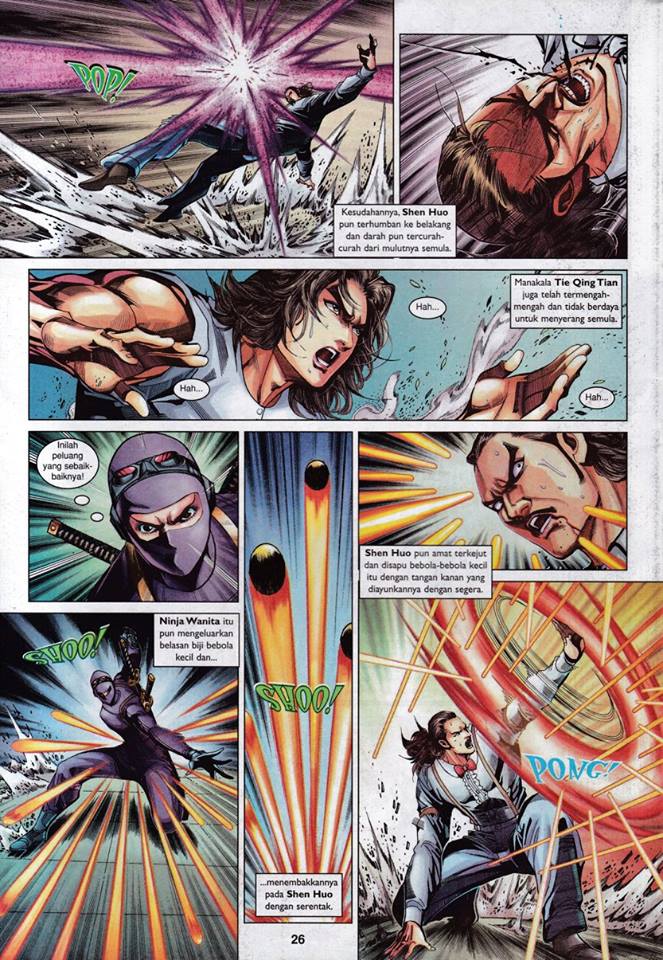 POP!
Kesudahannya, Shen Huo
pun terhumban ke belakang
dan darah pun tercurah-
curah dari mulutnya semula.
Manakala Tie Qing Tian
juga telah termengah-
mengah dan tidak berdaya
untuk menyerang semula.
Hah...
Hah...
Hah...
Inilah
peluang
yang sebaik-
baiknya!
Ninja Wanita itu
pun mengeluarkan
belasan biji bebola
kecil dan...
SHOO!
SHOO!
...menembakkannya
pada Shen Huo
dengan serentak.
Shen Huo pun amat terkejut
dan disapu bebola-bebola kecil
itu dengan tangan kanan yang
diayunkannya dengan segera.
PONG!
26